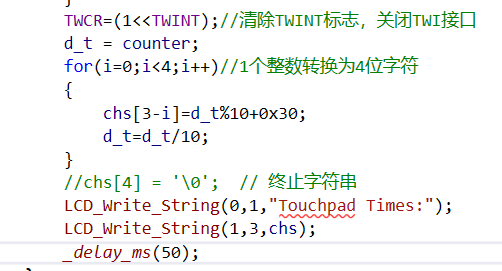 TWCR=(1<<TWINT);//清除TWINT标志，关闭TWI接口
d_t = counter;
for(i=0;i<4;i++)//1个整数转换为4位字符
{
chs[3-i]=d_t%10+0x30;
d_t=d_t/10;
}
//chs[4] = '\0';  // 终止字符串
LCD_Write_String(0,1,"Touchpad Times:");
LCD_Write_String(1,3,chs);
_delay_ms(50);